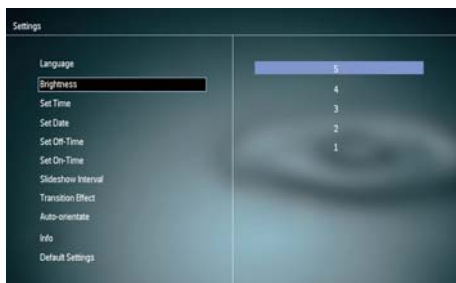 Settings
Language
Brightness
Set Time
Set Date
Set Off-Time
Set On-Time
Slideshow Interval
Transition Effect
Auto-orientate
Info
Default Settings
5
4
3
2
1